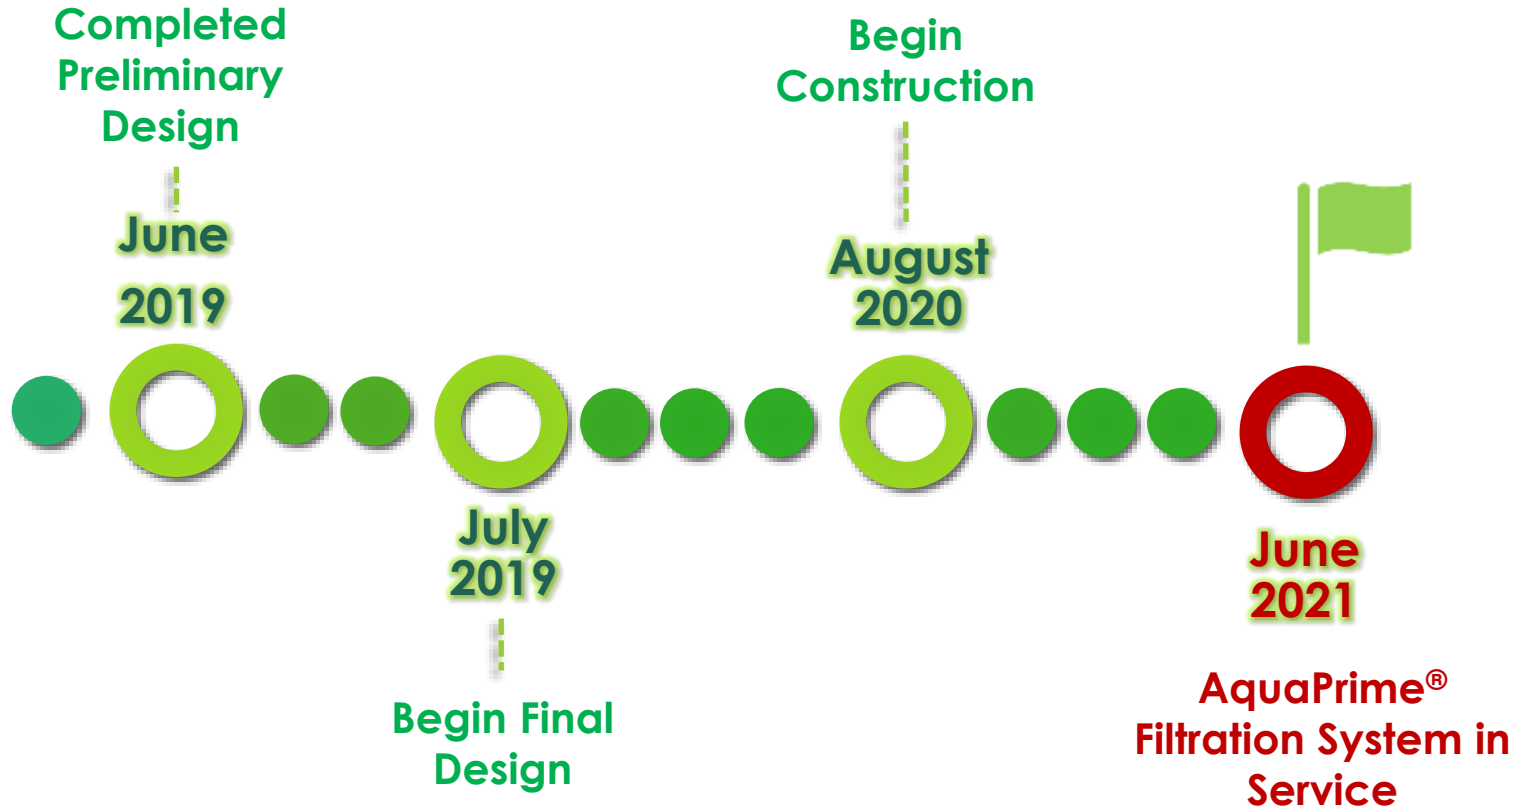 Completed
Preliminary
Design
June
2019
July
2019
Begin Final
Design
Begin
Construction
August
2020
June
2021
AquaPrime®
Filtration System in
Service